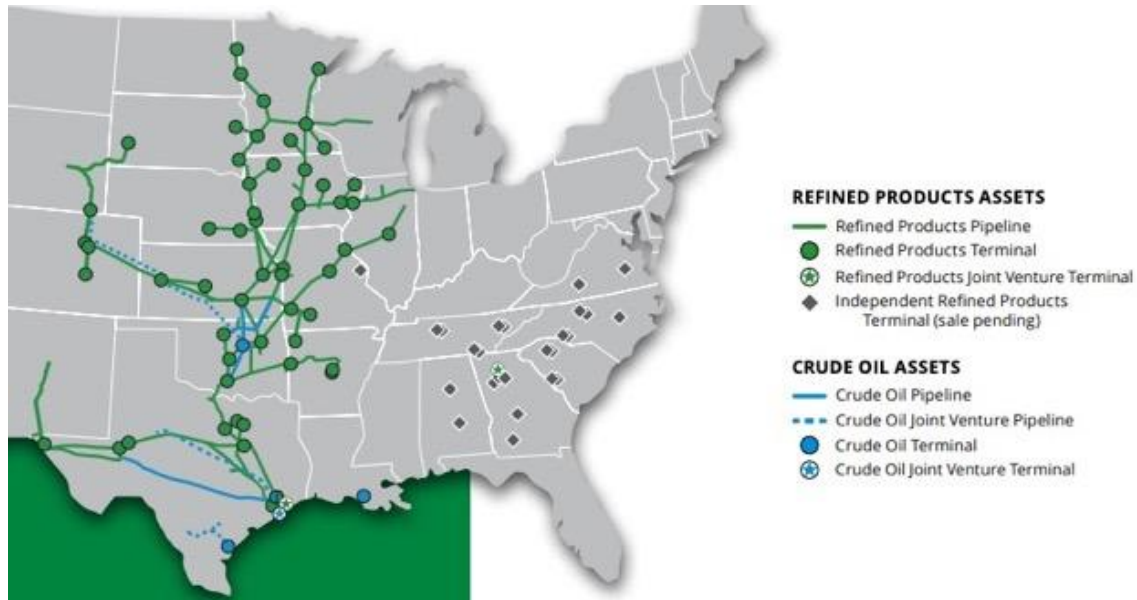 REFINED PRODUCTS ASSETS
Refined Products Pipeline
Refined Products Terminal
Refined Products Joint Venture Terminal
Independent Refined Products
Terminal (sale pending)
CRUDE OIL ASSETS
Crude Oil Pipeline
Crude Oil Joint Venture Pipeline
Crude Oil Terminal
Crude Oil Joint Venture Terminal